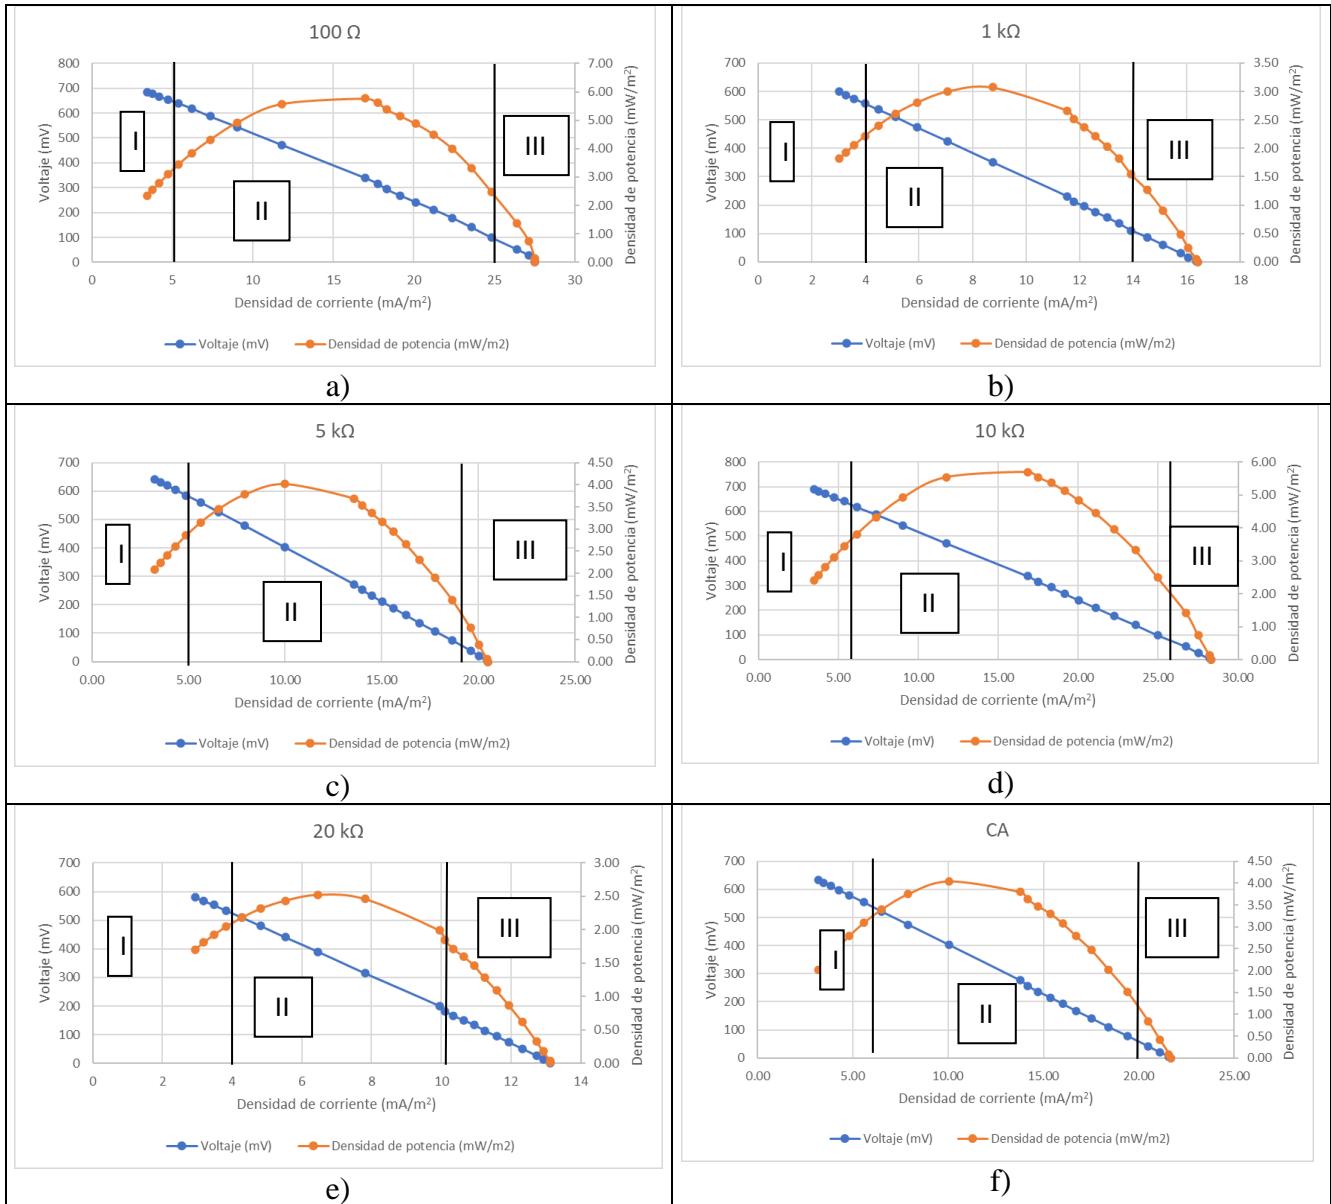 100 Ω
800
700
600
500
400
300
200
100
0
7.00
6.00
5.00
4.00
3.00
2.00
1.00
0.00
0 5 10 15 20 25 30
Voltaje (mV)
Densidad de potencia (mW/m²)
I
II
III
Densidad de corriente (mA/m²)
Voltaje (mV) Densidad de potencia (mW/m2)
a)
1 kΩ
700
600
500
400
300
200
100
0
3.50
3.00
2.50
2.00
1.50
1.00
0.50
0.00
0 2 4 6 8 10 12 14 16 18
Voltaje (mV)
Densidad de potencia (mW/m²)
I
II
III
Densidad de corriente (mA/m²)
Voltaje (mV) Densidad de potencia (mW/m2)
b)
5 kΩ
700
600
500
400
300
200
100
0
4.50
4.00
3.50
3.00
2.50
2.00
1.50
1.00
0.50
0.00
0.00 5.00 10.00 15.00 20.00 25.00
Voltaje (mV)
Densidad de potencia (mW/m²)
I
II
III
Densidad de corriente (mA/m²)
Voltaje (mV) Densidad de potencia (mW/m2)
c)
10 kΩ
800
700
600
500
400
300
200
100
0
6.00
5.00
4.00
3.00
2.00
1.00
0.00
0.00 5.00 10.00 15.00 20.00 25.00 30.00
Voltaje (mV)
Densidad de potencia (mW/m²)
I
II
III
Densidad de corriente (mA/m²)
Voltaje (mV) Densidad de potencia (mW/m2)
d)
20 kΩ
700
600
500
400
300
200
100
0
3.00
2.50
2.00
1.50
1.00
0.50
0.00
0 2 4 6 8 10 12 14
Voltaje (mV)
Densidad de potencia (mW/m²)
I
II
III
Densidad de corriente (mA/m²)
Voltaje (mV) Densidad de potencia (mW/m2)
e)
CA
700
600
500
400
300
200
100
0
4.50
4.00
3.50
3.00
2.50
2.00
1.50
1.00
0.50
0.00
0.00 5.00 10.00 15.00 20.00 25.00
Voltaje (mV)
Densidad de potencia (mW/m²)
I
II
III
Densidad de corriente (mA/m²)
Voltaje (mV) Densidad de potencia (mW/m2)
f)